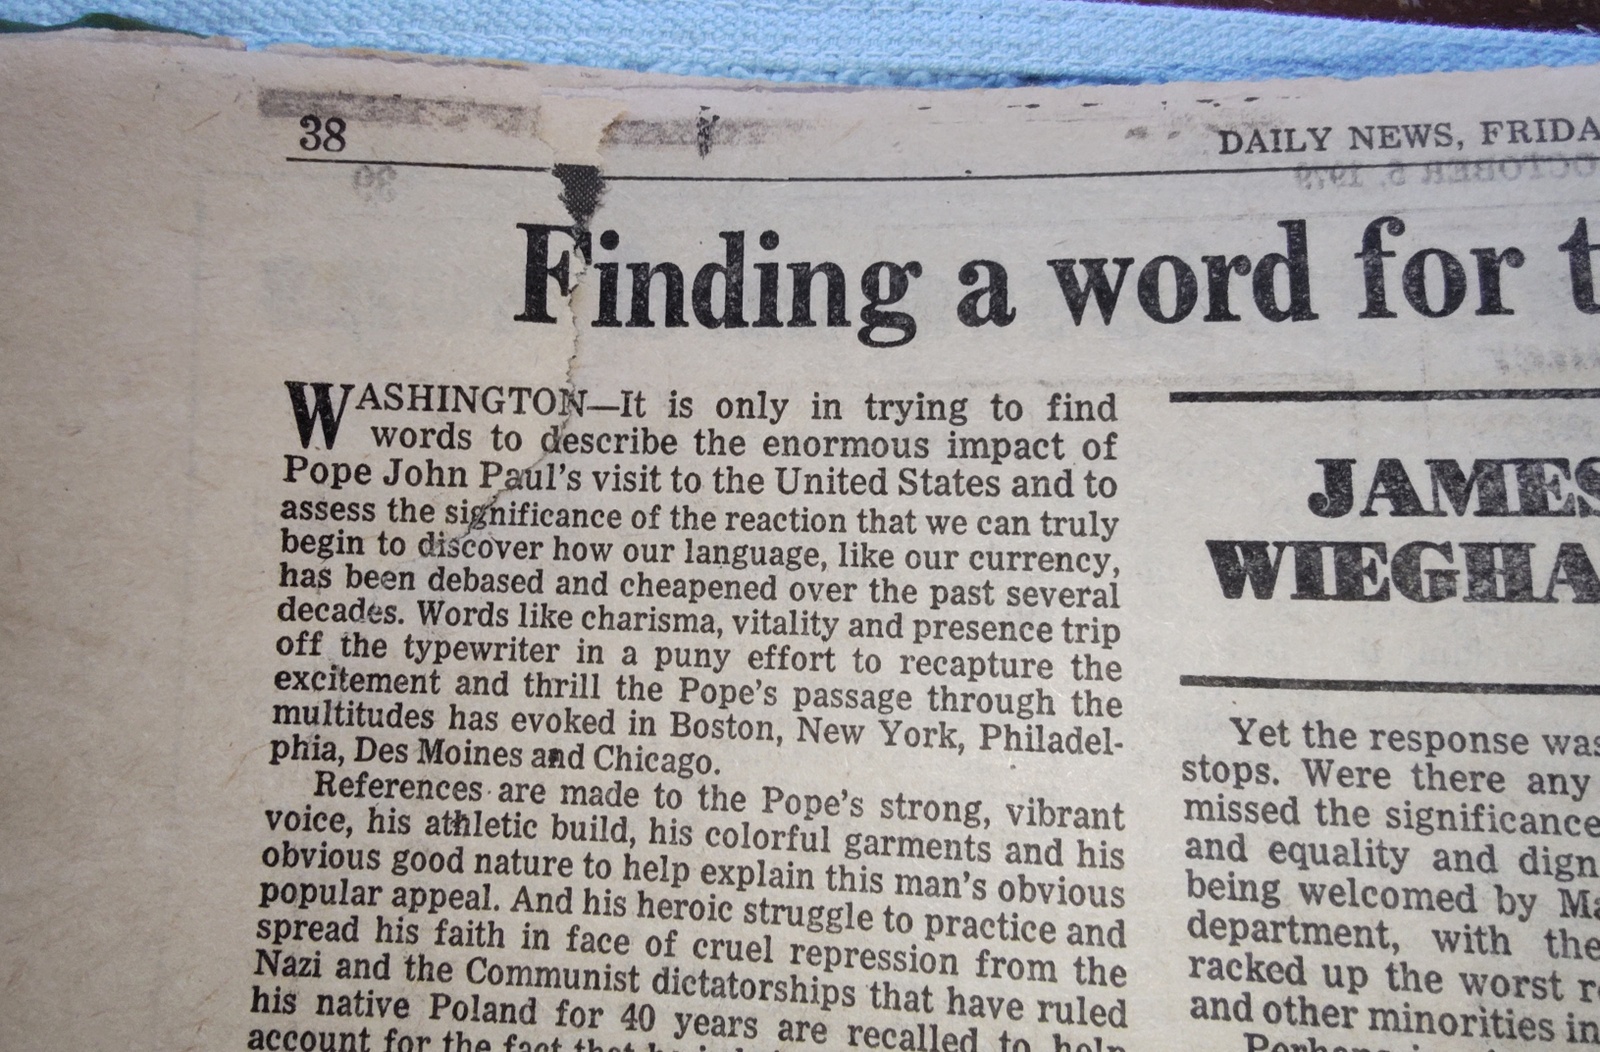 38
DAILY NEWS, FRIDA
OCTOBER 5, 1979
39
Finding a word for t
WASHINGTON—It is only in trying to find
words to describe the enormous impact of
Pope John Paul's visit to the United States and to
assess the significance of the reaction that we can truly
begin to discover how our language, like our currency,
has been debased and cheapened over the past several
decades. Words like charisma, vitality and presence trip
off the typewriter in a puny effort to recapture the
excitement and thrill the Pope's passage through the
multitudes has evoked in Boston, New York, Philadel-
phia, Des Moines and Chicago.
References are made to the Pope's strong, vibrant
voice, his athletic build, his colorful garments and his
obvious good nature to help explain this man's obvious
popular appeal. And his heroic struggle to practice and
spread his faith in face of cruel repression from the
Nazi and the Communist dictatorships that have ruled
his native Poland for 40 years are recalled to help
account for the fact that
JAMES
WIEGHA
Yet the response was
stops. Were there any
missed the significance
and equality and dign
being welcomed by Ma
department, with the
racked up the worst r
and other minorities in